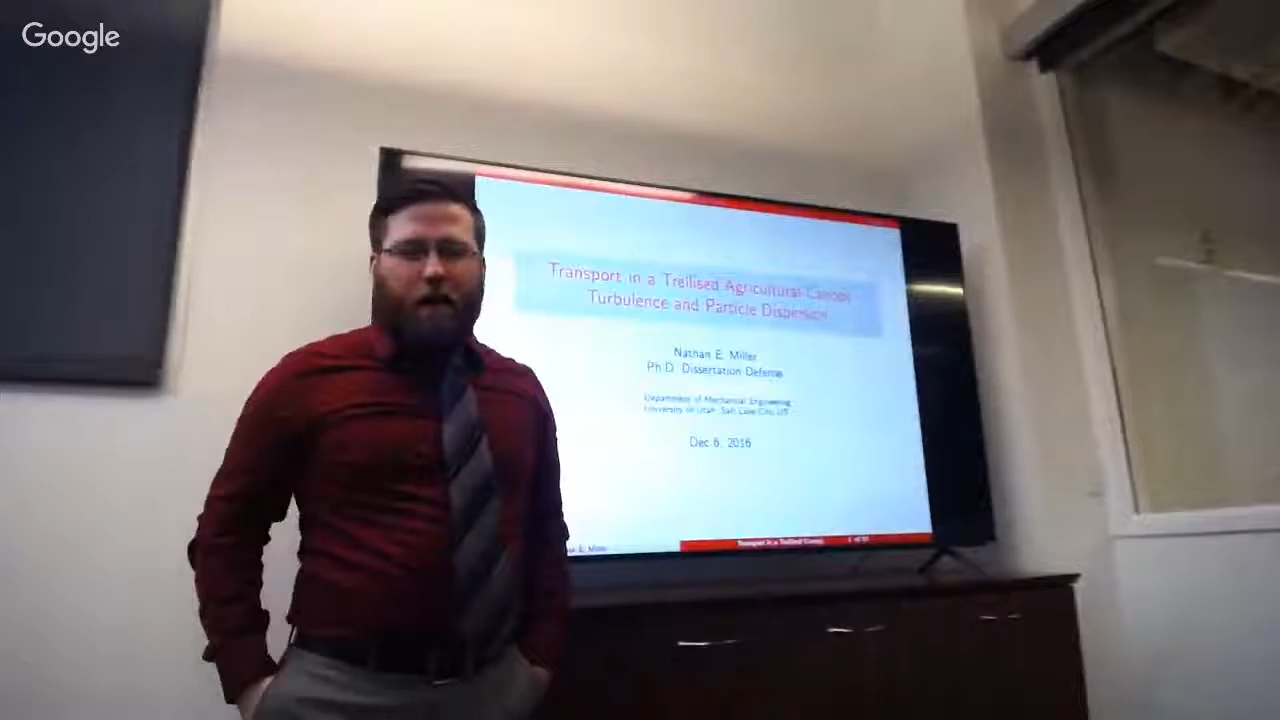 Google
Transport in a Trellised Agricultural Canopy
Turbulence and Particle Dispersion
Nathan E. Miller
Ph.D. Dissertation Defense
Department of Mechanical Engineering
University of Utah, Salt Lake City, UT
Dec 6, 2016
E. Miller
Transport in a Trellised Canopy